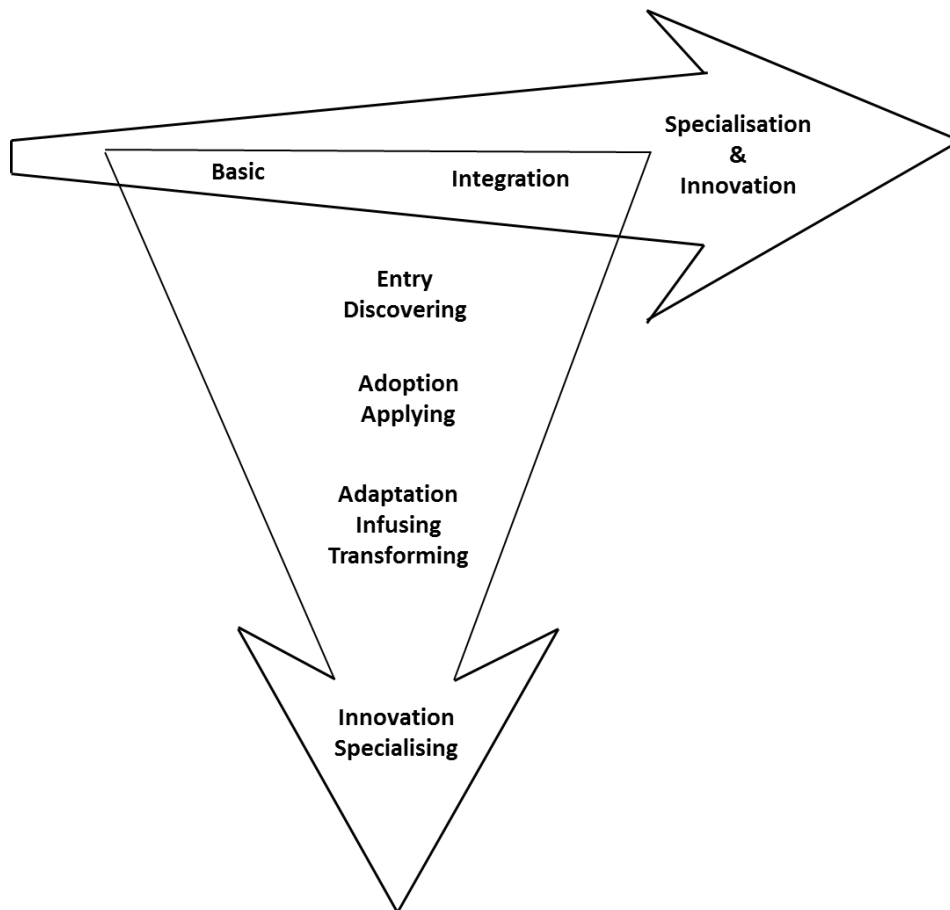 Specialisation
&
Innovation
Basic
Integration
Entry
Discovering
Adoption
Applying
Adaptation
Infusing
Transforming
Innovation
Specialising